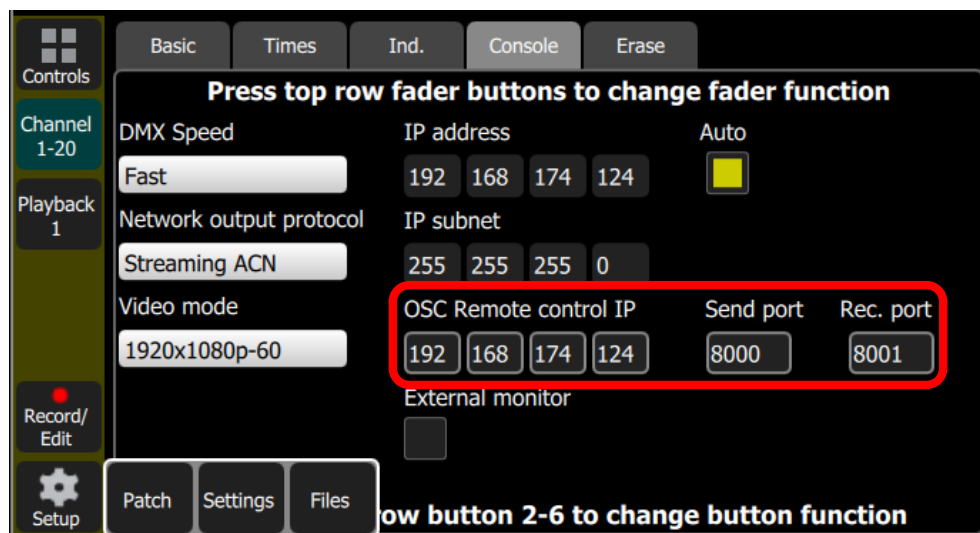 Controls
Channel
1-20
Playback
1
Record/
Edit
Setup
Basic Times Ind. Console Erase
Press top row fader buttons to change fader function
DMX Speed
Fast
Network output protocol
Streaming ACN
Video mode
1920x1080p-60
IP address Auto
192 168 174 124
IP subnet
255 255 255 0
OSC Remote control IP Send port Rec. port
192 168 174 124 8000 8001
External monitor
Patch Settings Files
row button 2-6 to change button function